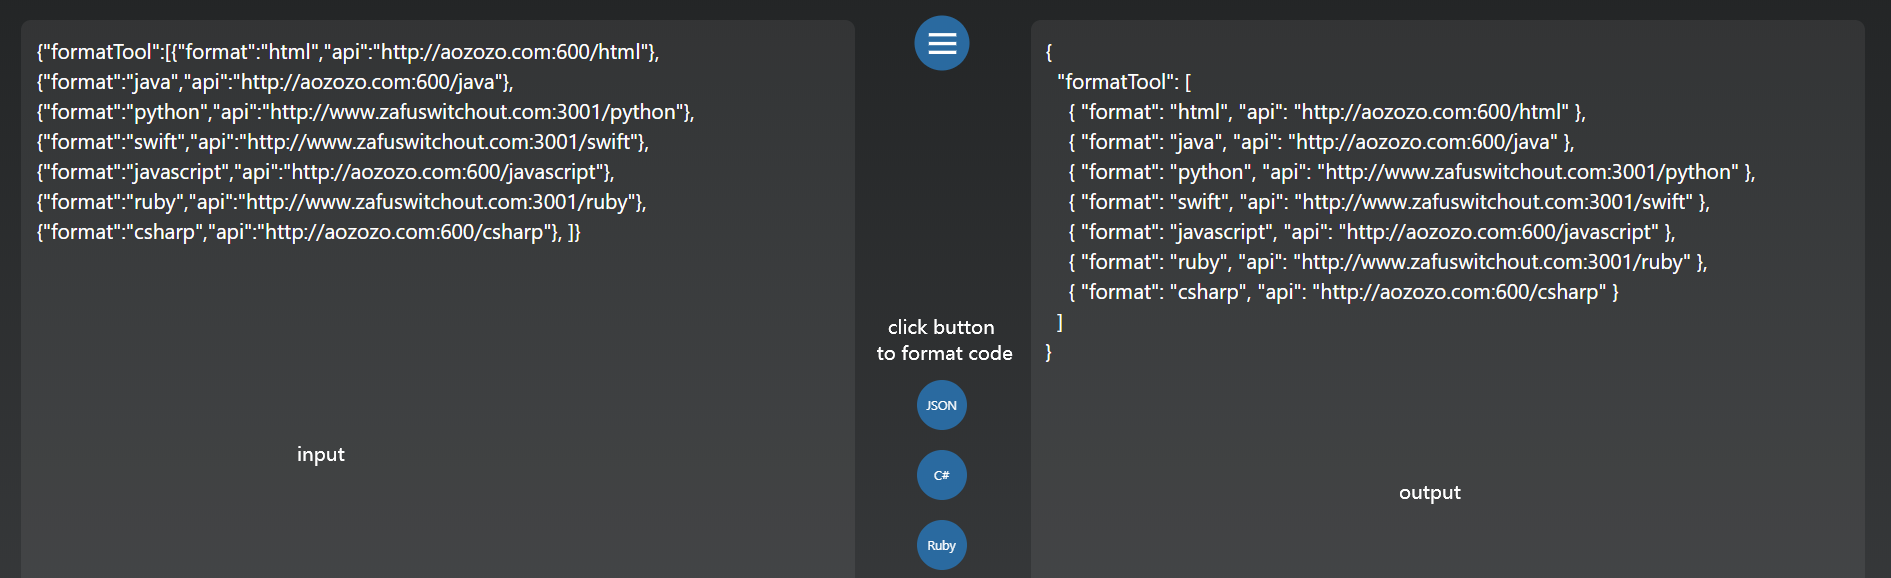 {"formatTool":[{"format":"html","api":"http://aozozo.com:600/html"},
{"format":"java","api":"http://aozozo.com:600/java"},
{"format":"python","api":"http://www.zafuswitchout.com:3001/python"},
{"format":"swift","api":"http://www.zafuswitchout.com:3001/swift"},
{"format":"javascript","api":"http://aozozo.com:600/javascript"},
{"format":"ruby","api":"http://www.zafuswitchout.com:3001/ruby"},
{"format":"csharp","api":"http://aozozo.com:600/csharp"}, ]}
input
click button
to format code
JSON
C#
Ruby
{
  "formatTool": [
    { "format": "html", "api": "http://aozozo.com:600/html" },
    { "format": "java", "api": "http://aozozo.com:600/java" },
    { "format": "python", "api": "http://www.zafuswitchout.com:3001/python" },
    { "format": "swift", "api": "http://www.zafuswitchout.com:3001/swift" },
    { "format": "javascript", "api": "http://aozozo.com:600/javascript" },
    { "format": "ruby", "api": "http://www.zafuswitchout.com:3001/ruby" },
    { "format": "csharp", "api": "http://aozozo.com:600/csharp" }
  ]
}
output